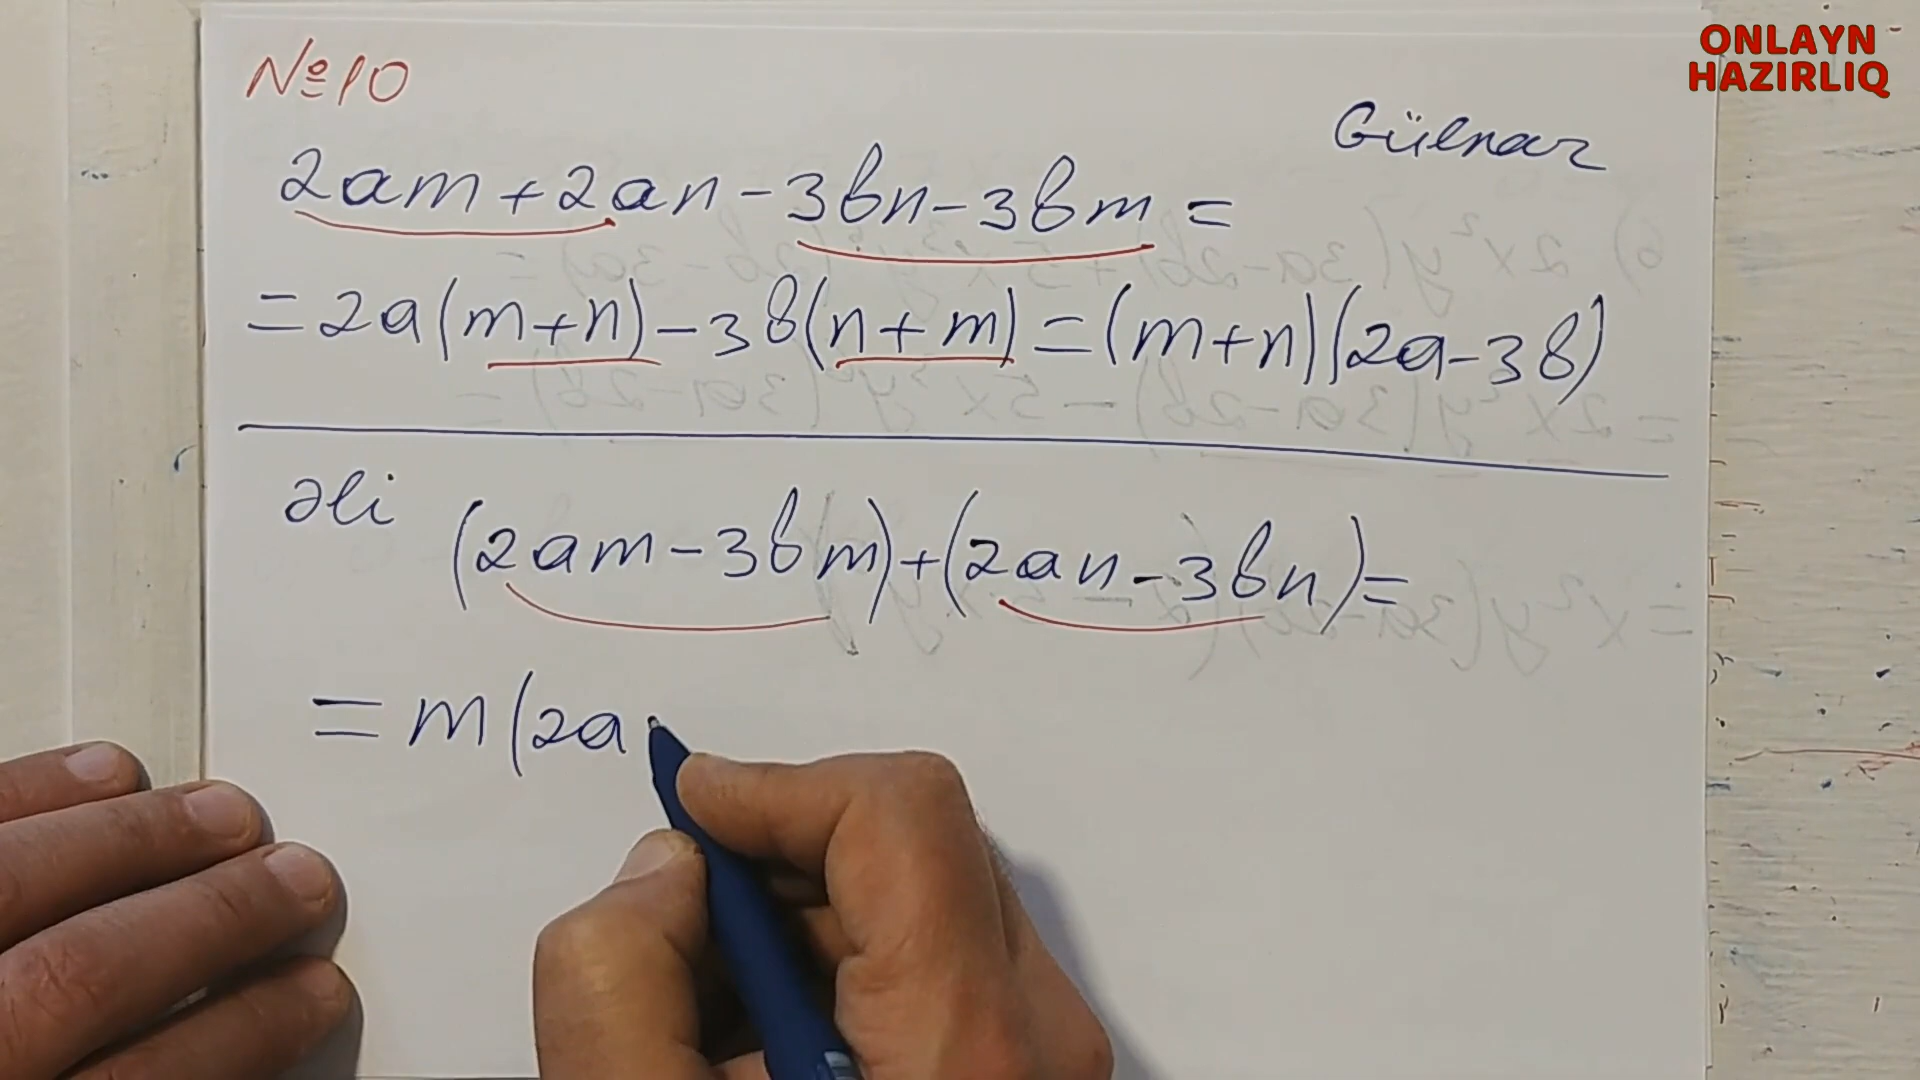 ONLAYN
HAZIRLIQ
№10
Gülnar
2am+2an-3bn-3bm=
=2a(m+n)-3b(n+m)=(m+n)(2a-3b)
əli
(2am-3bm)+(2an-3bn)=
=m(2a